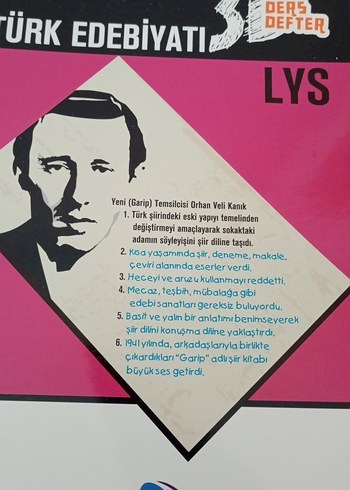 TÜRK EDEBİYATI
3D
DERS
DEFTER
LYS
Yeni (Garip) Temsilcisi Orhan Veli Kanık
1. Türk şiirindeki eski yapıyı temelinden
değiştirmeyi amaçlayarak sokaktaki
adamın söyleyişini şiir diline taşıdı.
2. Kısa yaşamında şiir, deneme, makale,
çeviri alanında eserler verdi.
3. Heceyi ve aruzu kullanmayı reddetti.
4. Mecaz, teşbih, mübalağa gibi
edebi sanatları gereksiz buluyordu.
5. Basit ve yalın bir anlatımı benimseyerek
şiir dilini konuşma diline yaklaştırdı.
6. 1941 yılında, arkadaşlarıyla birlikte
çıkardıkları "Garip" adlı şiir kitabı
büyük ses getirdi.